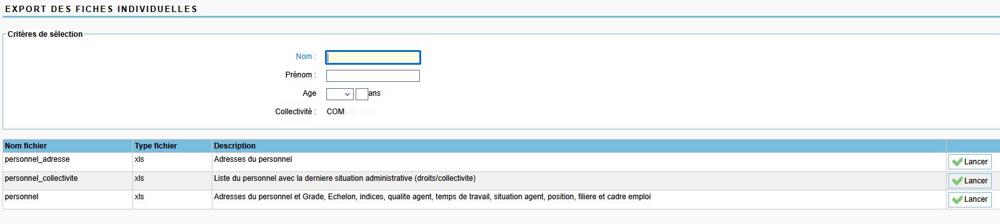 EXPORT DES FICHES INDIVIDUELLES
Critères de sélection
Nom :
Prénom :
Age ans
Collectivité : COM
Nom fichier Type fichier Description
personnel_adresse xls Adresses du personnel Lancer
personnel_collectivite xls Liste du personnel avec la derniere situation administrative (droits/collectivite) Lancer
personnel xls Adresses du personnel et Grade, Echelon, indices, qualite agent, temps de travail, situation agent, position, filiere et cadre emploi Lancer